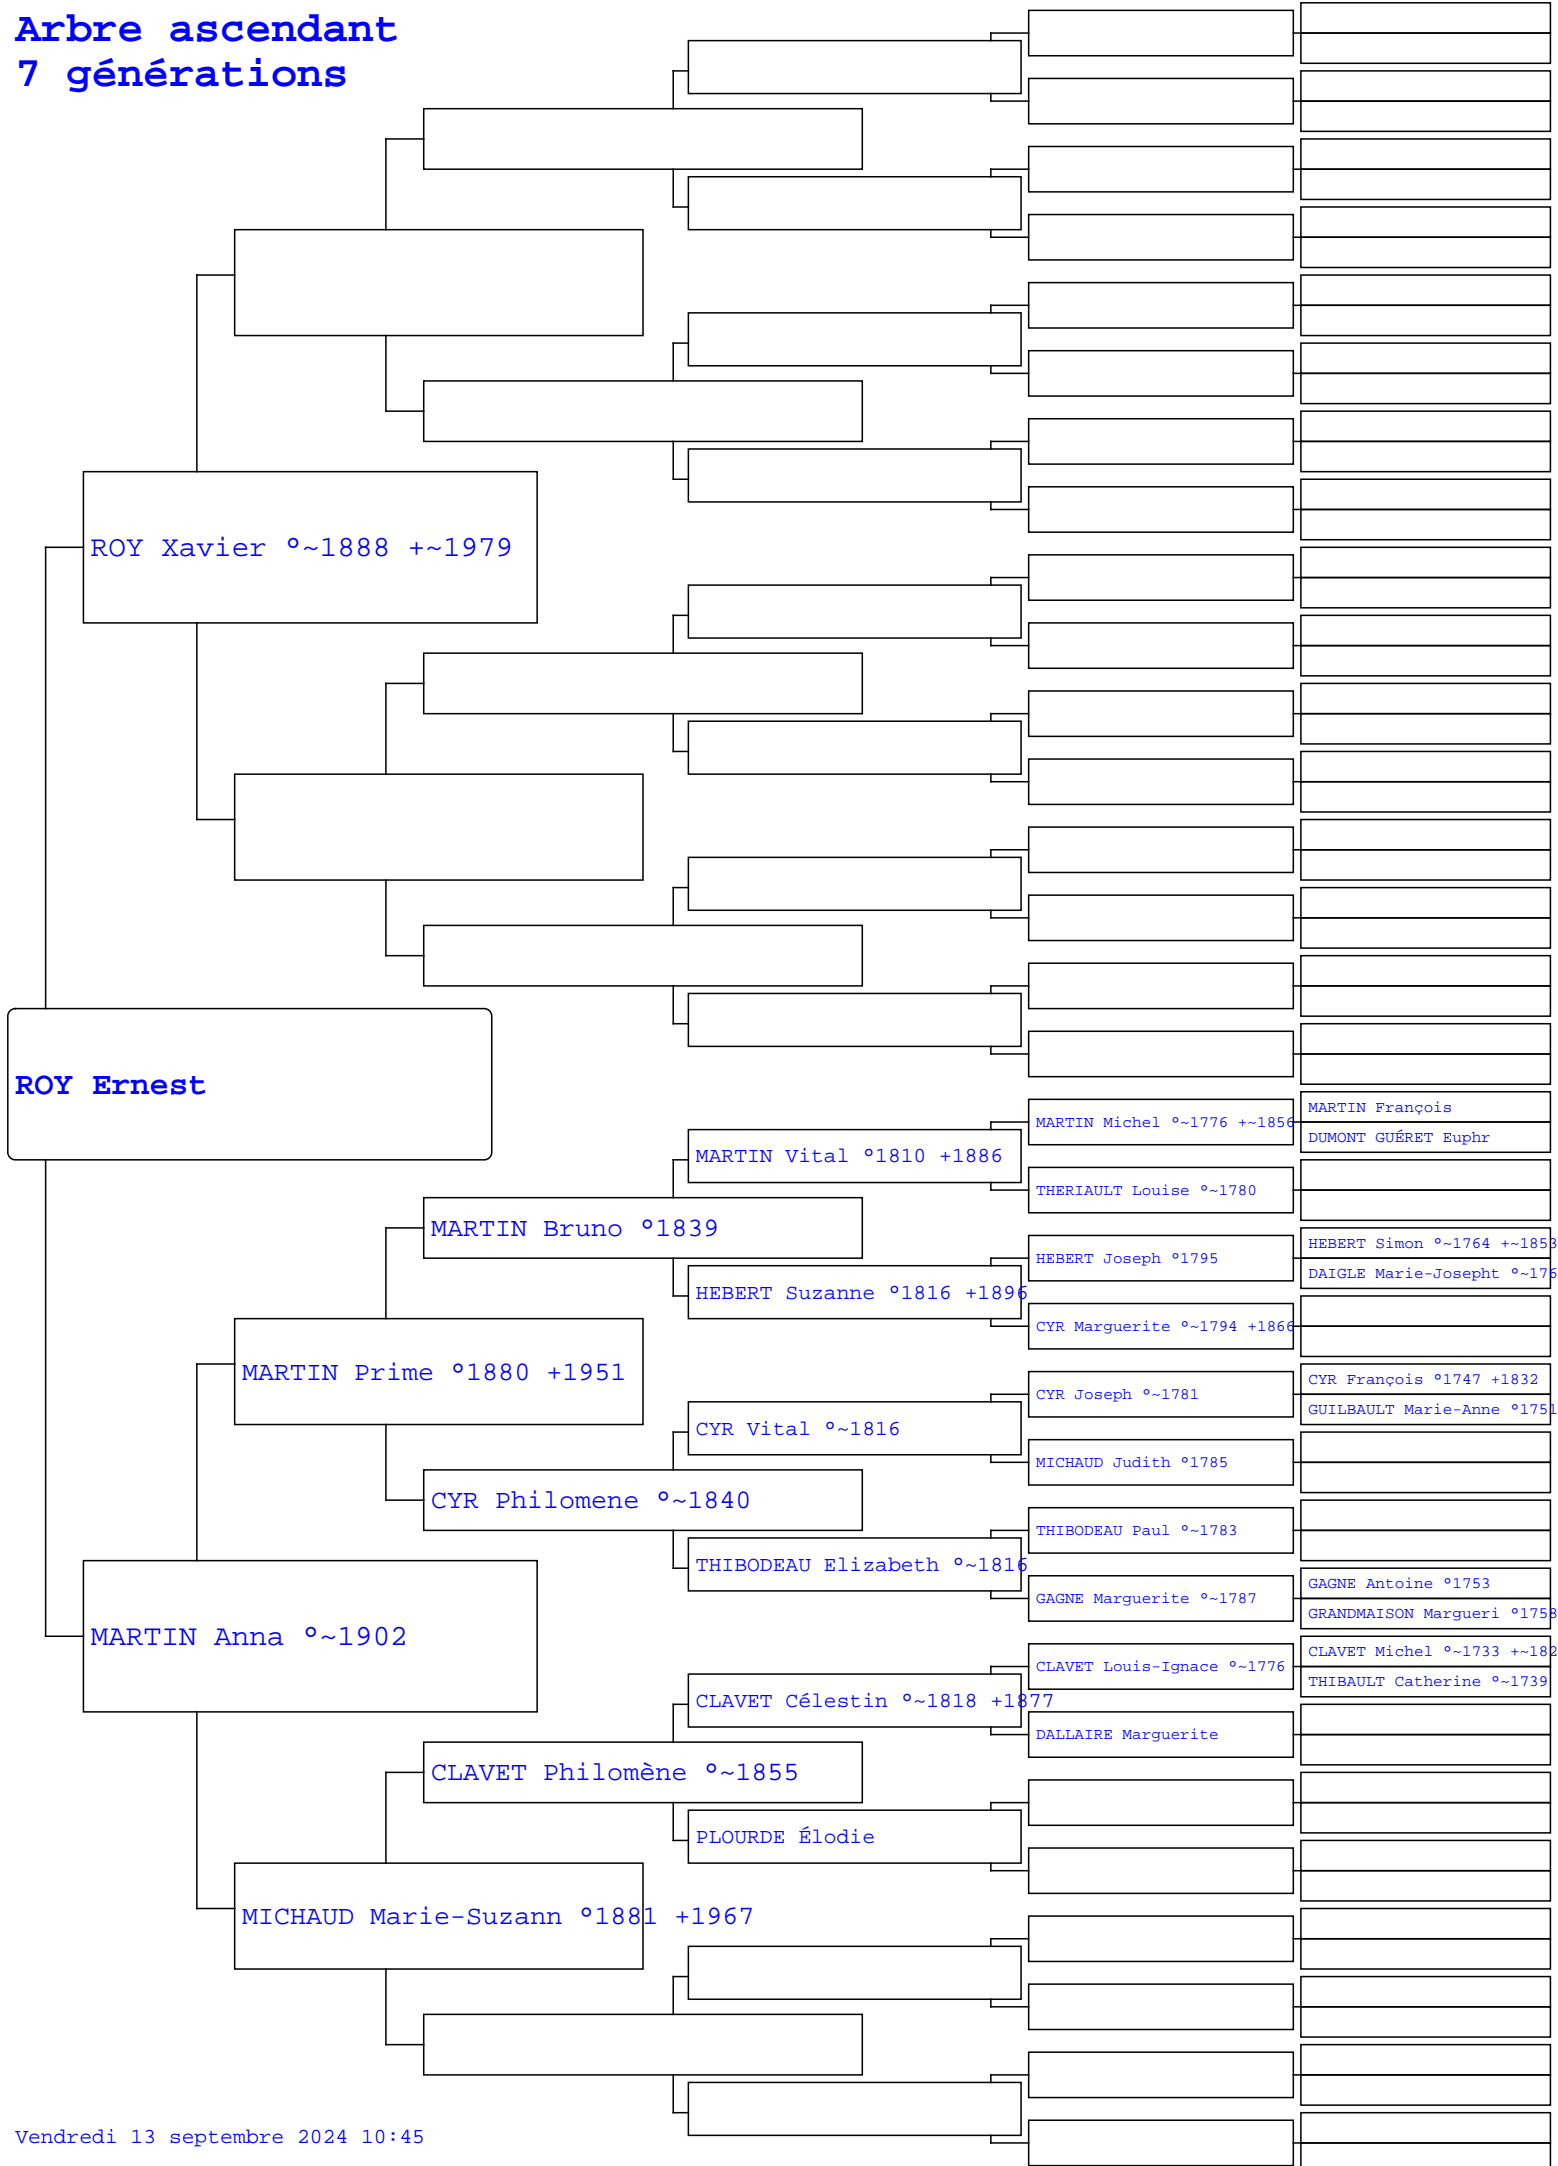 Arbre ascendant
7 générations
ROY Xavier °~1888 +~1979
ROY Ernest
MARTIN François
MARTIN Michel °~1776 +~1856
DUMONT GUÉRET Euphr
MARTIN Vital °1810 +1886
THERIAULT Louise °~1780
MARTIN Bruno °1839
HEBERT Simon °~1764 +~1853
HEBERT Joseph °1795
DAIGLE Marie-Josepht °~176
HEBERT Suzanne °1816 +1896
CYR Marguerite °~1794 +1866
MARTIN Prime °1880 +1951
CYR François °1747 +1832
CYR Joseph °~1781
GUILBAULT Marie-Anne °1751
CYR Vital °~1816
MICHAUD Judith °1785
CYR Philomene °~1840
THIBODEAU Paul °~1783
THIBODEAU Elizabeth °~1816
GAGNE Antoine °1753
GAGNE Marguerite °~1787
GRANDMAISON Margueri °1758
MARTIN Anna °~1902
CLAVET Michel °~1733 +~182
CLAVET Louis-Ignace °~1776
THIBAULT Catherine °~1739
CLAVET Célestin °~1818 +1877
DALLAIRE Marguerite
CLAVET Philomène °~1855
PLOURDE Élodie
MICHAUD Marie-Suzann °1881 +1967
Vendredi 13 septembre 2024 10:45